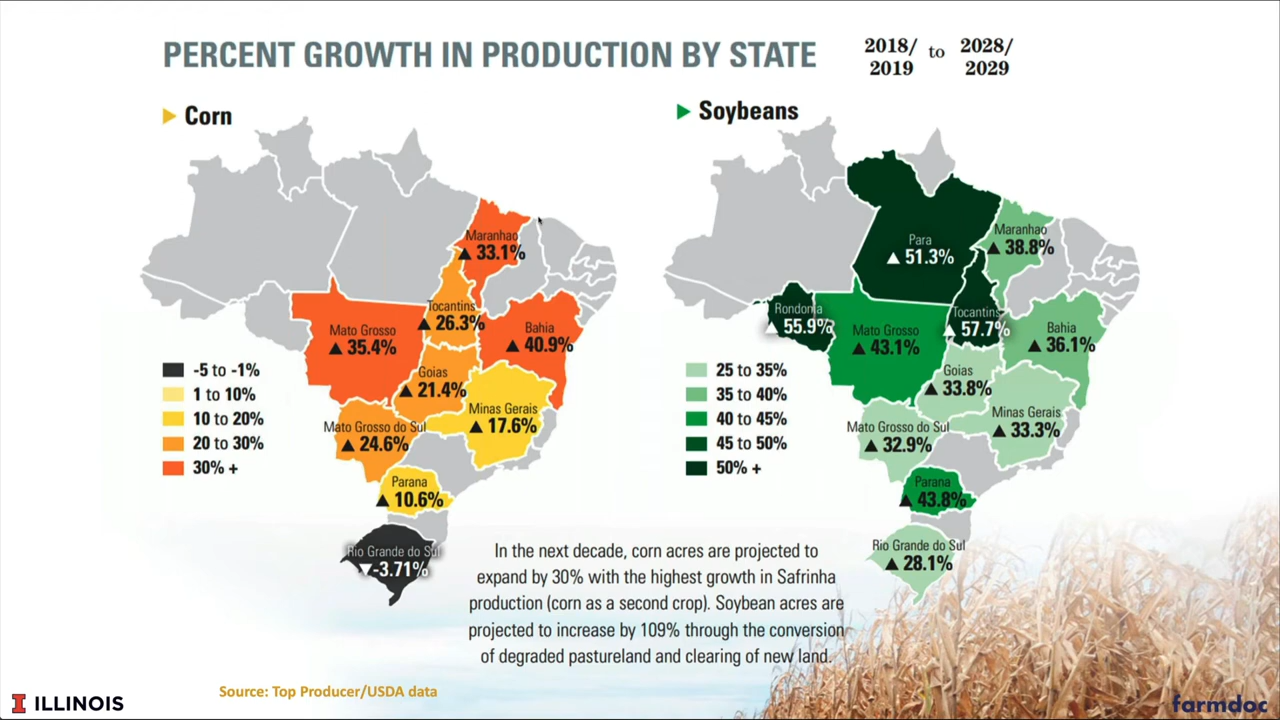 PERCENT GROWTH IN PRODUCTION BY STATE
2018/
2019
to
2028/
2029
Corn
Maranhao
▲ 33.1%
Tocantins
▲ 26.3%
Mato Grosso
▲ 35.4%
Bahia
▲ 40.9%
Goias
▲ 21.4%
Minas Gerais
▲ 17.6%
Mato Grosso do Sul
▲ 24.6%
Parana
▲ 10.6%
Rio Grande do Sul
▼-3.71%
-5 to -1%
1 to 10%
10 to 20%
20 to 30%
30% +
Soybeans
Para
▲ 51.3%
Maranhao
▲ 38.8%
Rondonia
▲ 55.9%
Mato Grosso
▲ 43.1%
Tocantins
▲ 57.7%
Bahia
▲ 36.1%
Goias
▲ 33.8%
Minas Gerais
▲ 33.3%
Mato Grosso do Sul
▲ 32.9%
Parana
▲ 43.8%
Rio Grande do Sul
▲ 28.1%
25 to 35%
35 to 40%
40 to 45%
45 to 50%
50% +
In the next decade, corn acres are projected to
expand by 30% with the highest growth in Safrinha
production (corn as a second crop). Soybean acres are
projected to increase by 109% through the conversion
of degraded pastureland and clearing of new land.
Source: Top Producer/USDA data
I ILLINOIS
farmdoc